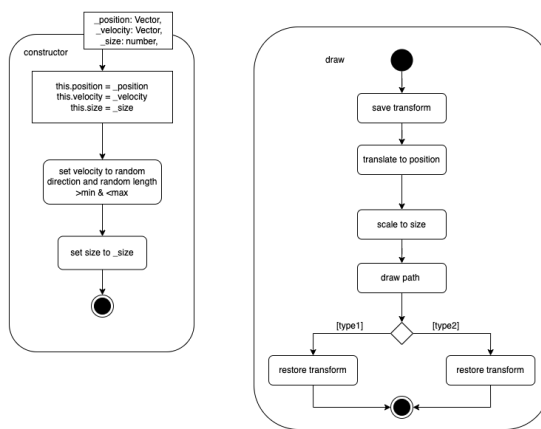 _position: Vector,
_velocity: Vector,
_size: number,
constructor
this.position = _position
this.velocity = _velocity
this.size = _size
set velocity to random
direction and random length
>min & <max
set size to _size
draw
save transform
translate to position
scale to size
draw path
[type1]
[type2]
restore transform
restore transform